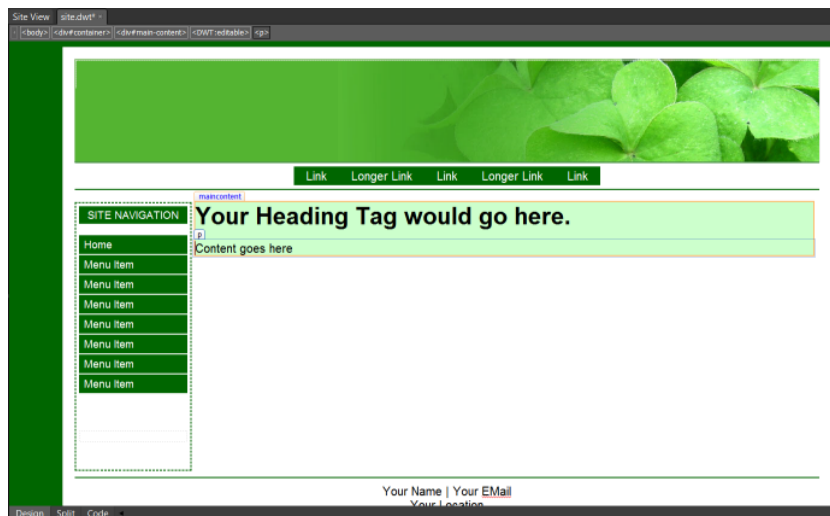 Site View site.dwt* ×
<body> <div#container> <div#main-content> <DWT:editable> <p>
Link Longer Link Link Longer Link Link
maincontent
SITE NAVIGATION
Your Heading Tag would go here.
p
Content goes here
Home
Menu Item
Menu Item
Menu Item
Menu Item
Menu Item
Menu Item
Menu Item
Your Name | Your EMail
Your Location
Design Split Code